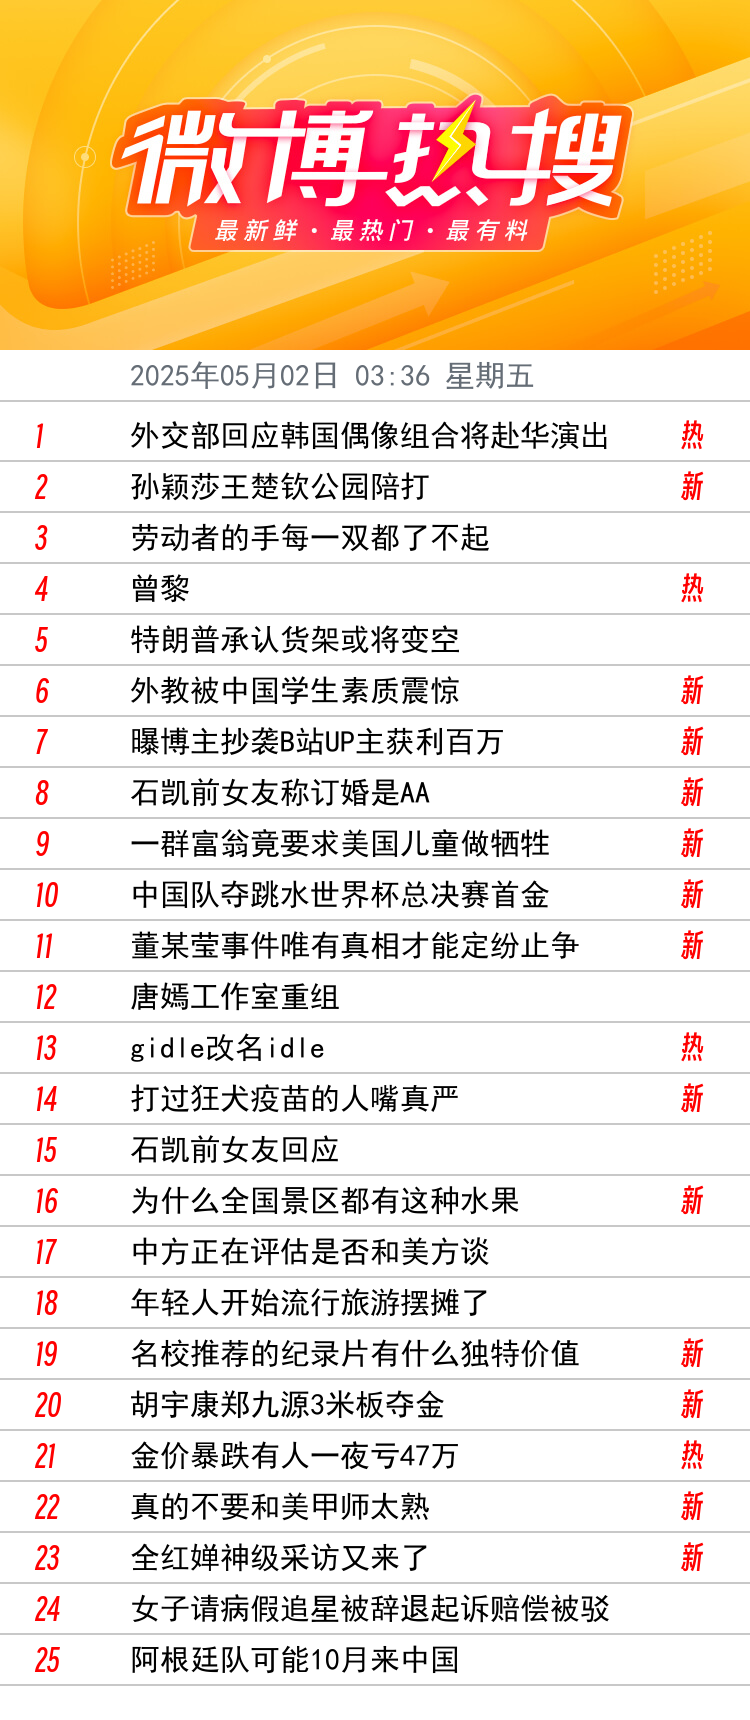 微博热搜
最新鲜·最热门·最有料
2025年05月02日 03:36 星期五
1 外交部回应韩国偶像组合将赴华演出 热
2 孙颖莎王楚钦公园陪打 新
3 劳动者的手每一双都了不起
4 曾黎 热
5 特朗普承认货架或将变空
6 外教被中国学生素质震惊 新
7 曝博主抄袭B站UP主获利百万 新
8 石凯前女友称订婚是AA 新
9 一群富翁竟要求美国儿童做牺牲 新
10 中国队夺跳水世界杯总决赛首金 新
11 董某莹事件唯有真相才能定纷止争 新
12 唐嫣工作室重组
13 gidle改名idle 热
14 打过狂犬疫苗的人嘴真严 新
15 石凯前女友回应
16 为什么全国景区都有这种水果 新
17 中方正在评估是否和美方谈
18 年轻人开始流行旅游摆摊了
19 名校推荐的纪录片有什么独特价值 新
20 胡宇康郑九源3米板夺金 新
21 金价暴跌有人一夜亏47万 热
22 真的不要和美甲师太熟 新
23 全红婵神级采访又来了 新
24 女子请病假追星被辞退起诉赔偿被驳
25 阿根廷队可能10月来中国